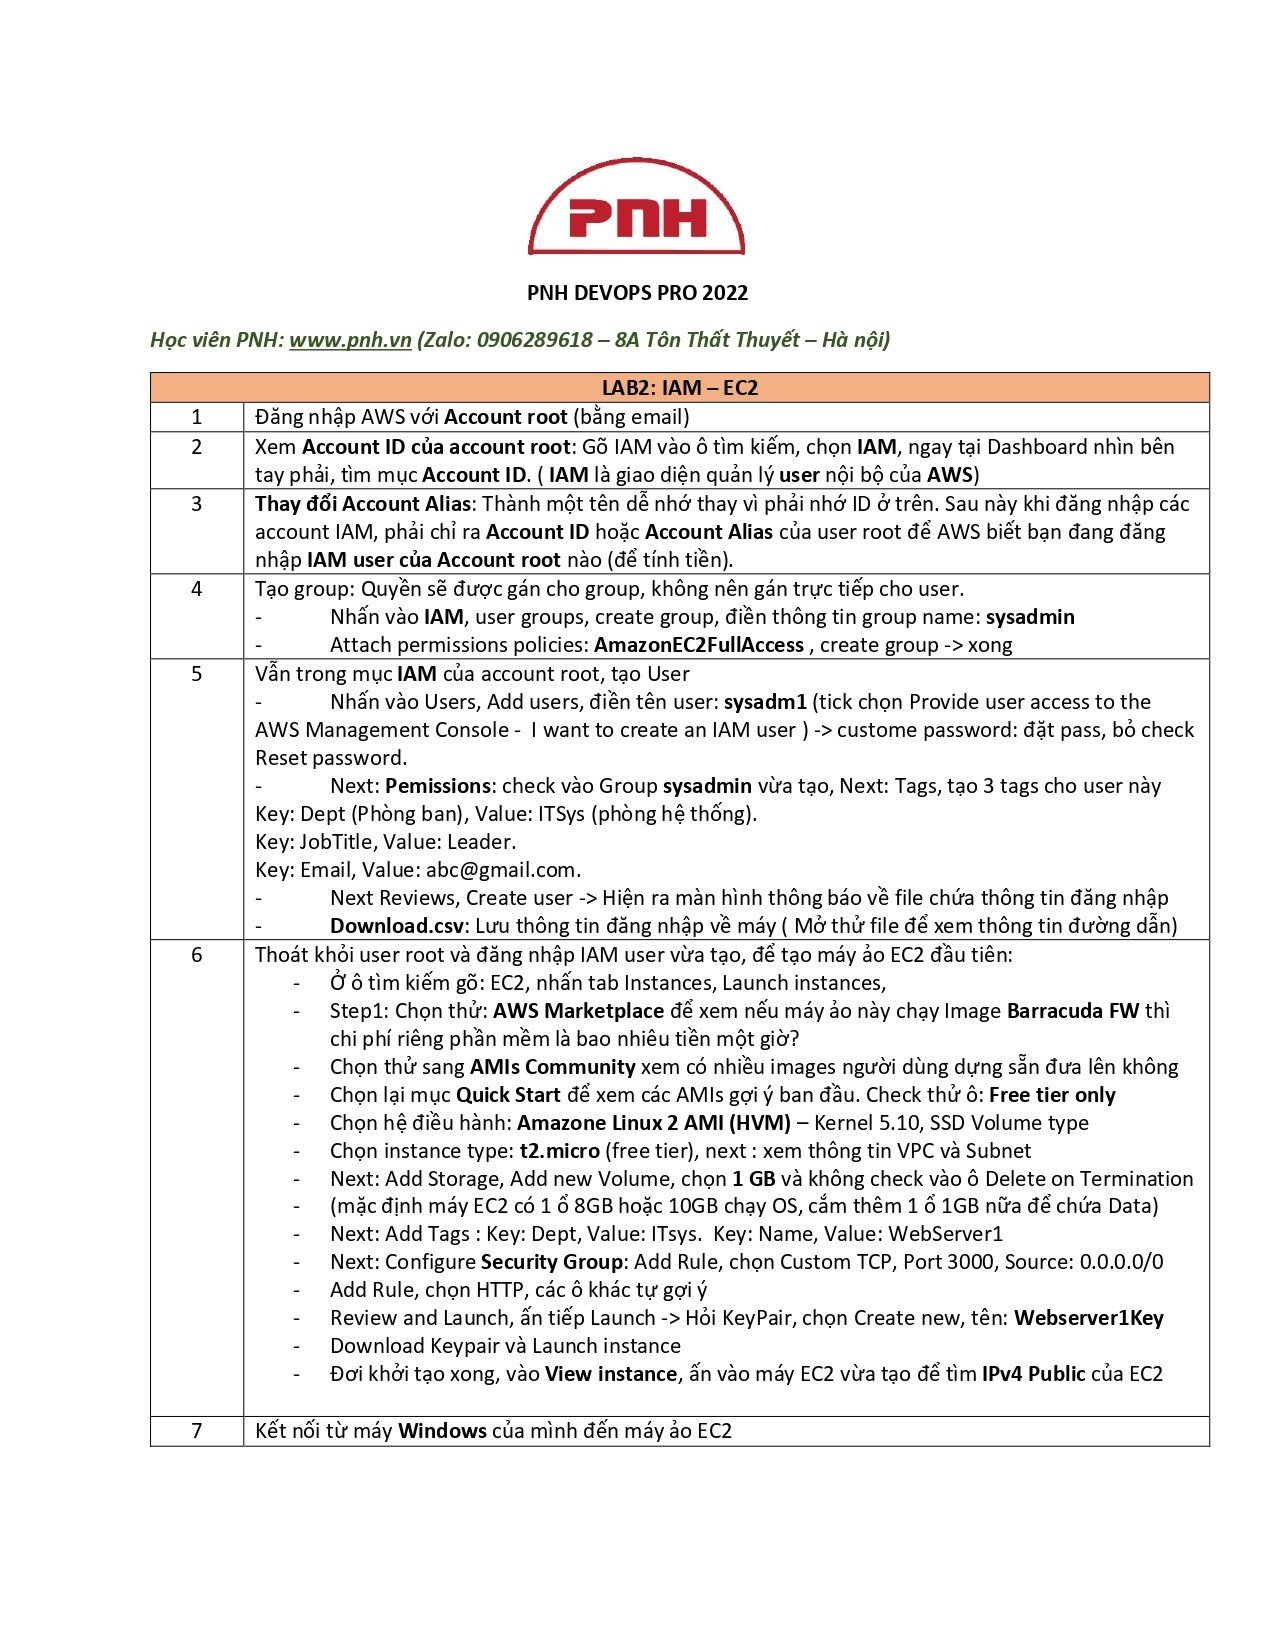 PNH
PNH DEVOPS PRO 2022
Học viên PNH: www.pnh.vn (Zalo: 0906289618 – 8A Tôn Thất Thuyết – Hà nội)
LAB2: IAM – EC2
1 Đăng nhập AWS với Account root (bằng email)
2 Xem Account ID của account root: Gõ IAM vào ô tìm kiếm, chọn IAM, ngay tại Dashboard nhìn bên
tay phải, tìm mục Account ID. ( IAM là giao diện quản lý user nội bộ của AWS)
3 Thay đổi Account Alias: Thành một tên dễ nhớ thay vì phải nhớ ID ở trên. Sau này khi đăng nhập các
account IAM, phải chỉ ra Account ID hoặc Account Alias của user root để AWS biết bạn đang đăng
nhập IAM user của Account root nào (để tính tiền).
4 Tạo group: Quyền sẽ được gán cho group, không nên gán trực tiếp cho user.
- Nhấn vào IAM, user groups, create group, điền thông tin group name: sysadmin
- Attach permissions policies: AmazonEC2FullAccess , create group -> xong
5 Vẫn trong mục IAM của account root, tạo User
- Nhấn vào Users, Add users, điền tên user: sysadm1 (tick chọn Provide user access to the
AWS Management Console - I want to create an IAM user ) -> custome password: đặt pass, bỏ check
Reset password.
- Next: Pemissions: check vào Group sysadmin vừa tạo, Next: Tags, tạo 3 tags cho user này
Key: Dept (Phòng ban), Value: ITSys (phòng hệ thống).
Key: JobTitle, Value: Leader.
Key: Email, Value: abc@gmail.com.
- Next Reviews, Create user -> Hiện ra màn hình thông báo về file chứa thông tin đăng nhập
- Download.csv: Lưu thông tin đăng nhập về máy ( Mở thử file để xem thông tin đường dẫn)
6 Thoát khỏi user root và đăng nhập IAM user vừa tạo, để tạo máy ảo EC2 đầu tiên:
- Ở ô tìm kiếm gõ: EC2, nhấn tab Instances, Launch instances,
- Step1: Chọn thử: AWS Marketplace để xem nếu máy ảo này chạy Image Barracuda FW thì
chi phí riêng phần mềm là bao nhiêu tiền một giờ?
- Chọn thử sang AMIs Community xem có nhiều images người dùng dựng sẵn đưa lên không
- Chọn lại mục Quick Start để xem các AMIs gợi ý ban đầu. Check thử ô: Free tier only
- Chọn hệ điều hành: Amazone Linux 2 AMI (HVM) – Kernel 5.10, SSD Volume type
- Chọn instance type: t2.micro (free tier), next : xem thông tin VPC và Subnet
- Next: Add Storage, Add new Volume, chọn 1 GB và không check vào ô Delete on Termination
- (mặc định máy EC2 có 1 ổ 8GB hoặc 10GB chạy OS, cắm thêm 1 ổ 1GB nữa để chứa Data)
- Next: Add Tags : Key: Dept, Value: ITsys. Key: Name, Value: WebServer1
- Next: Configure Security Group: Add Rule, chọn Custom TCP, Port 3000, Source: 0.0.0.0/0
- Add Rule, chọn HTTP, các ô khác tự gợi ý
- Review and Launch, ấn tiếp Launch -> Hỏi KeyPair, chọn Create new, tên: Webserver1Key
- Download Keypair và Launch instance
- Đợi khởi tạo xong, vào View instance, ấn vào máy EC2 vừa tạo để tìm IPv4 Public của EC2
7 Kết nối từ máy Windows của mình đến máy ảo EC2